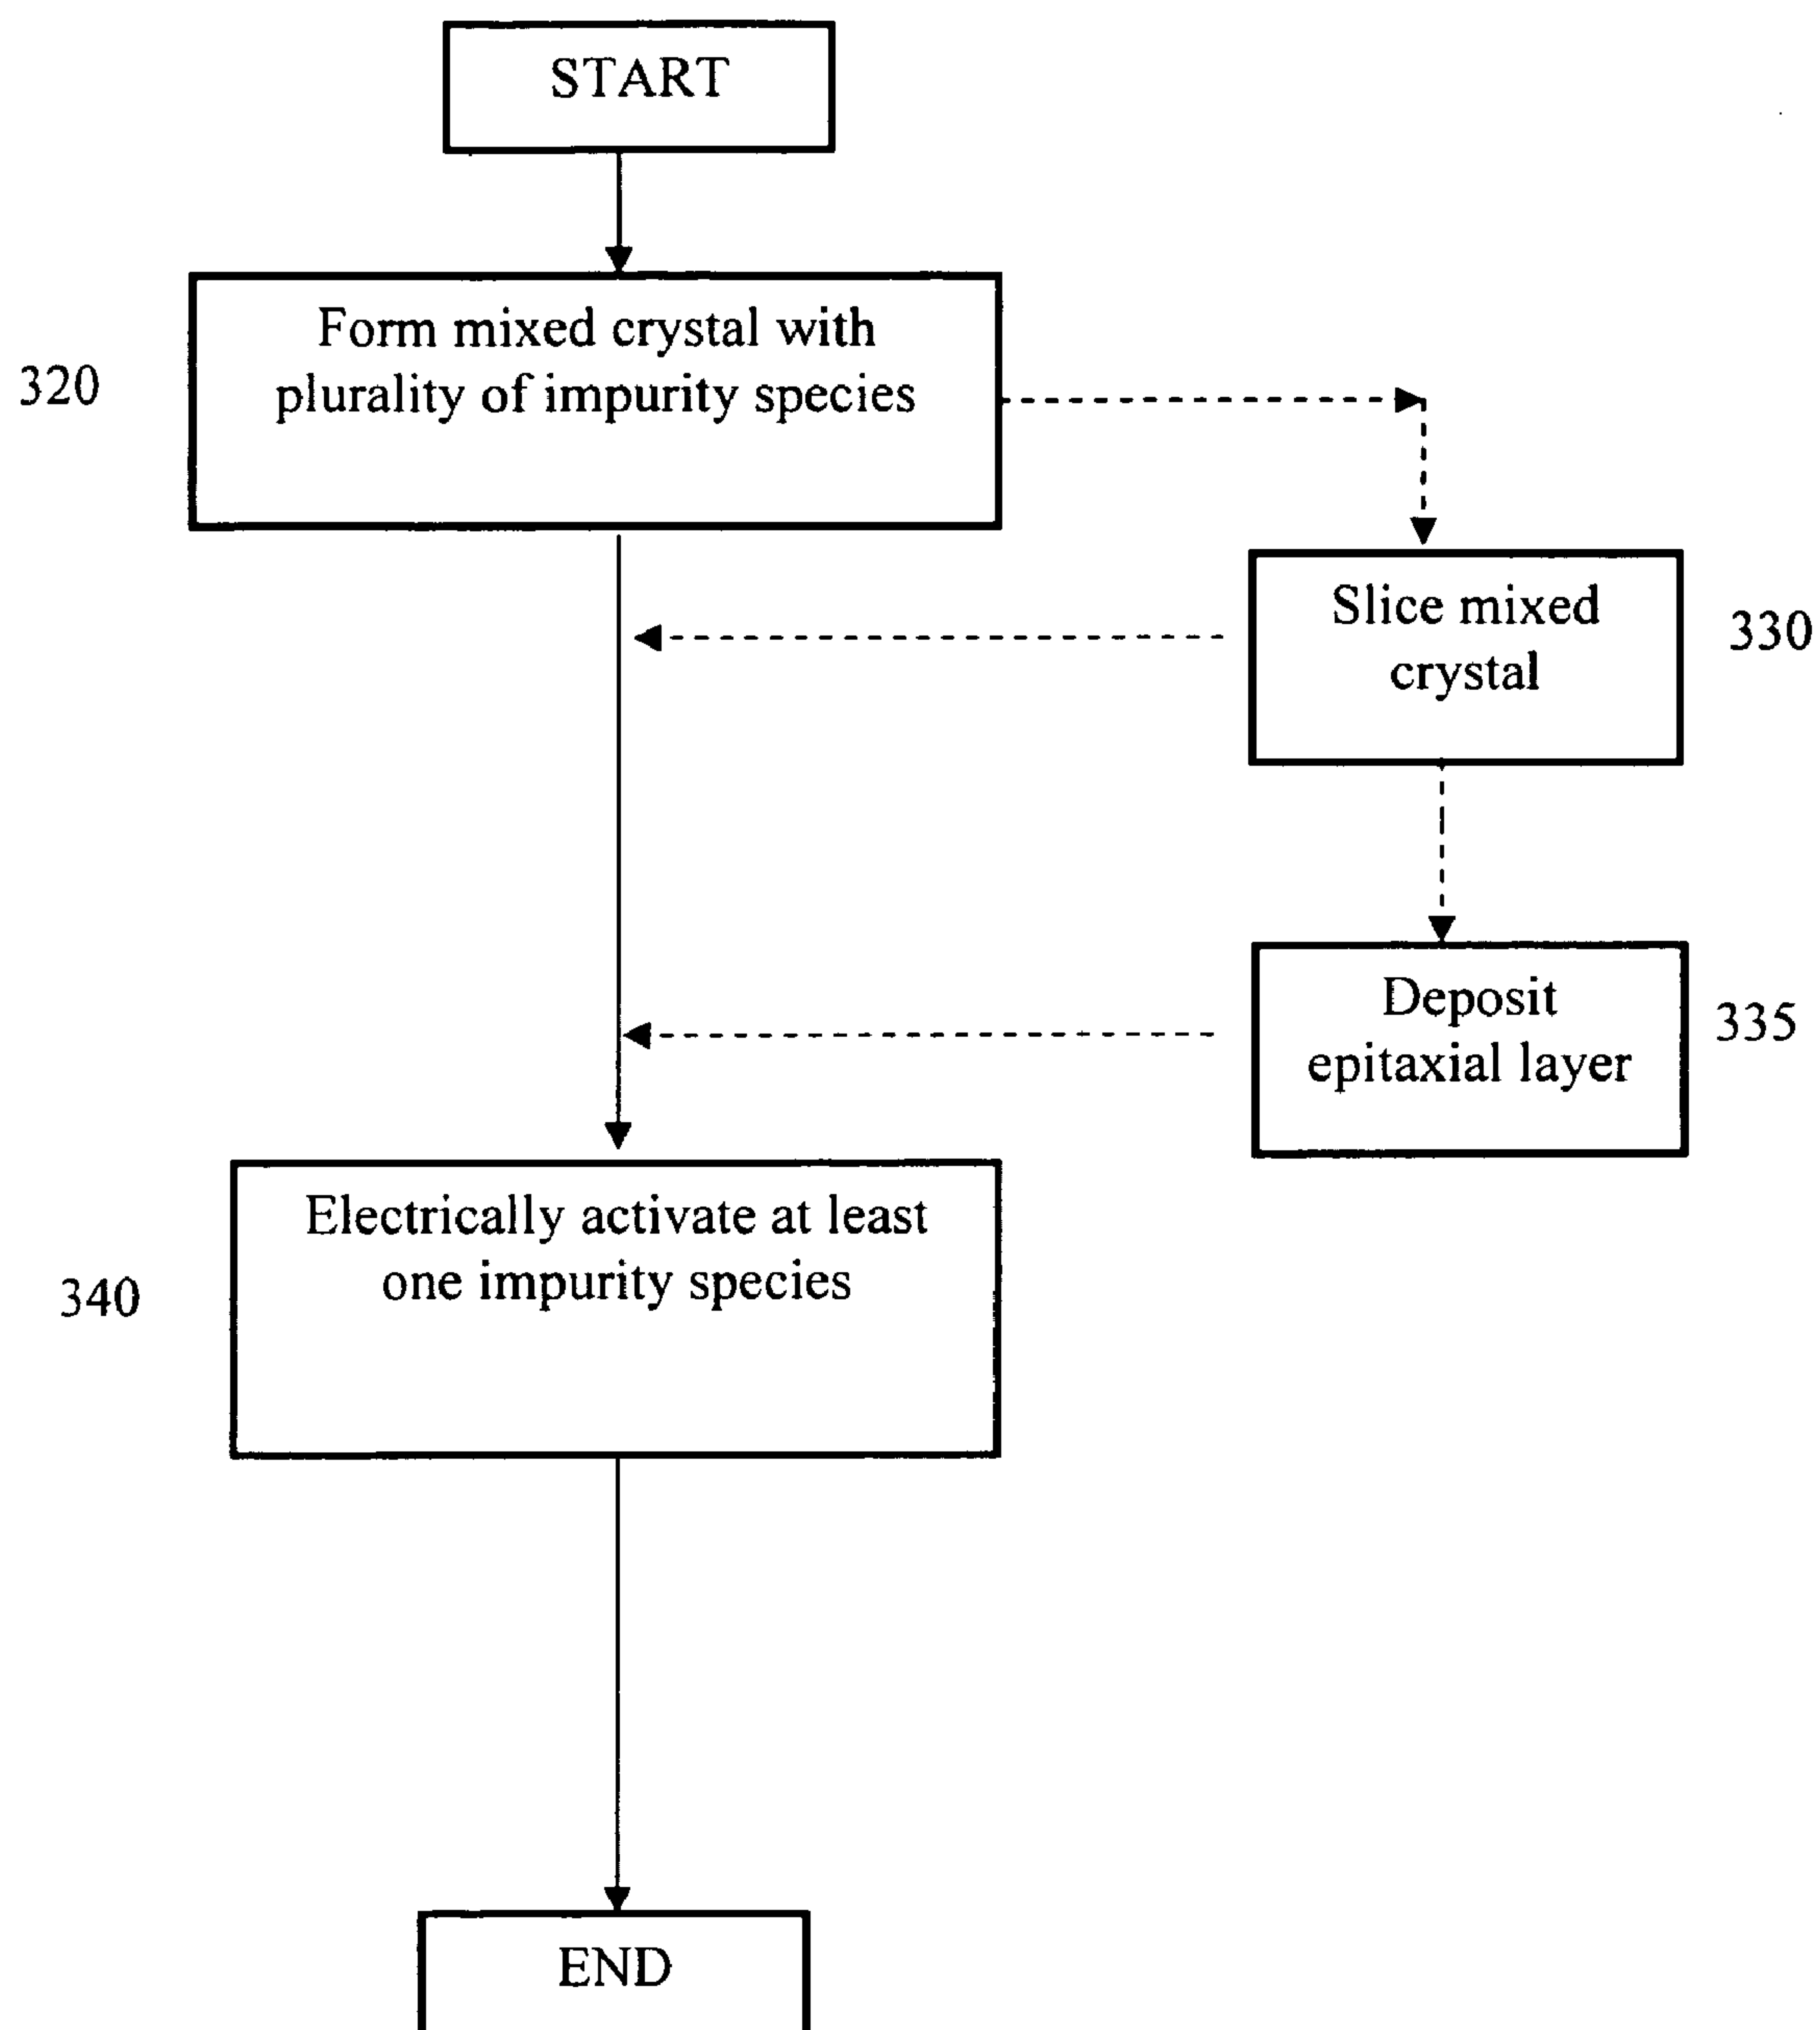 START
Form mixed crystal with
plurality of impurity species
320
Slice mixed
crystal
330
Deposit
epitaxial layer
335
Electrically activate at least
one impurity species
340
END